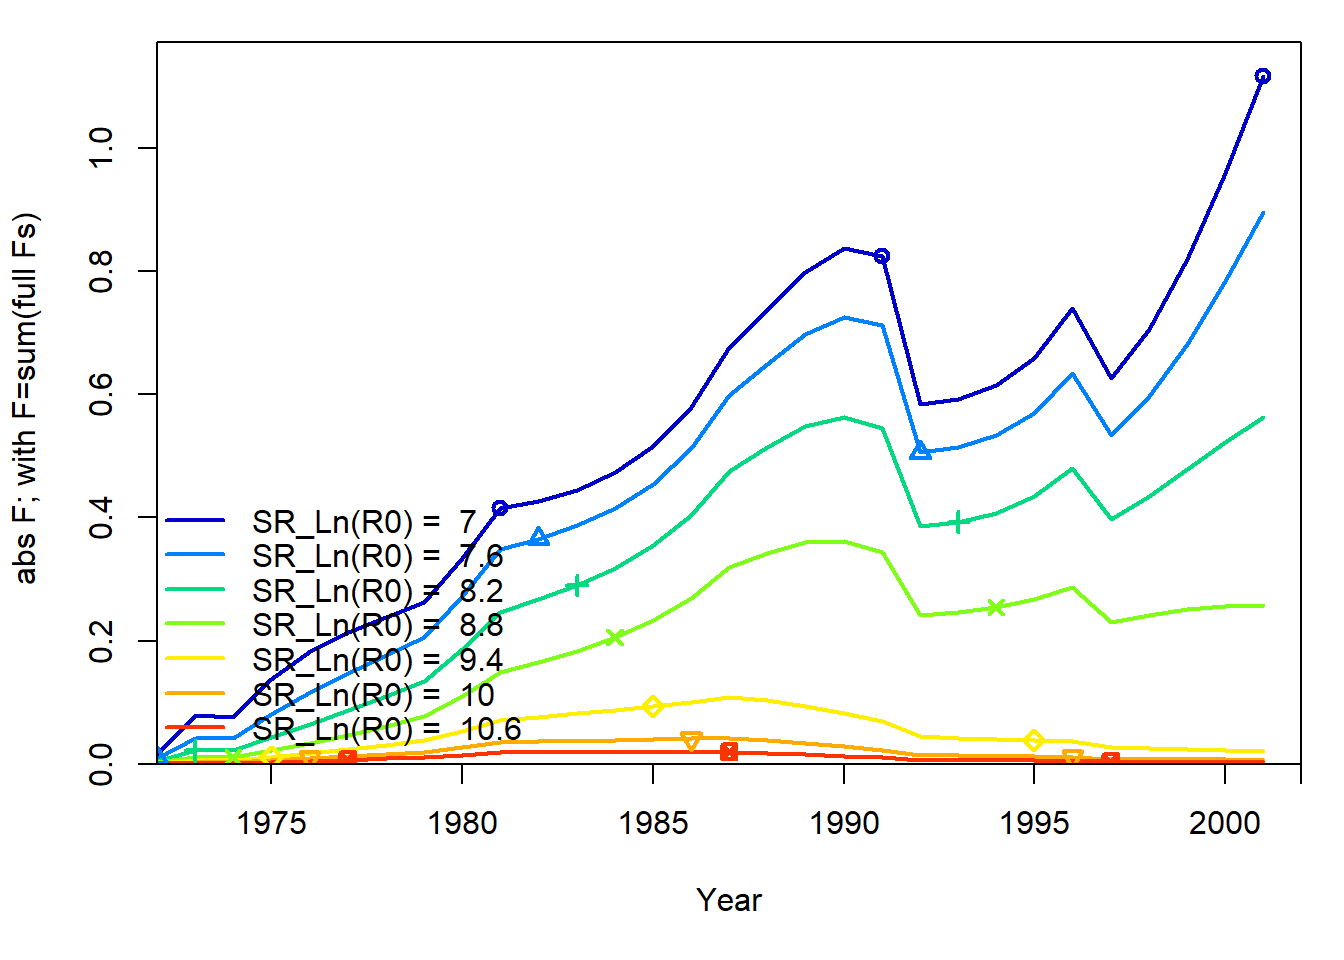 abs F; with F=sum(full Fs)
1.0
0.8
0.6
0.4
0.2
0.0
SR_Ln(R0) = 7
SR_Ln(R0) = 7.6
SR_Ln(R0) = 8.2
SR_Ln(R0) = 8.8
SR_Ln(R0) = 9.4
SR_Ln(R0) = 10
SR_Ln(R0) = 10.6
1975 1980 1985 1990 1995 2000
Year